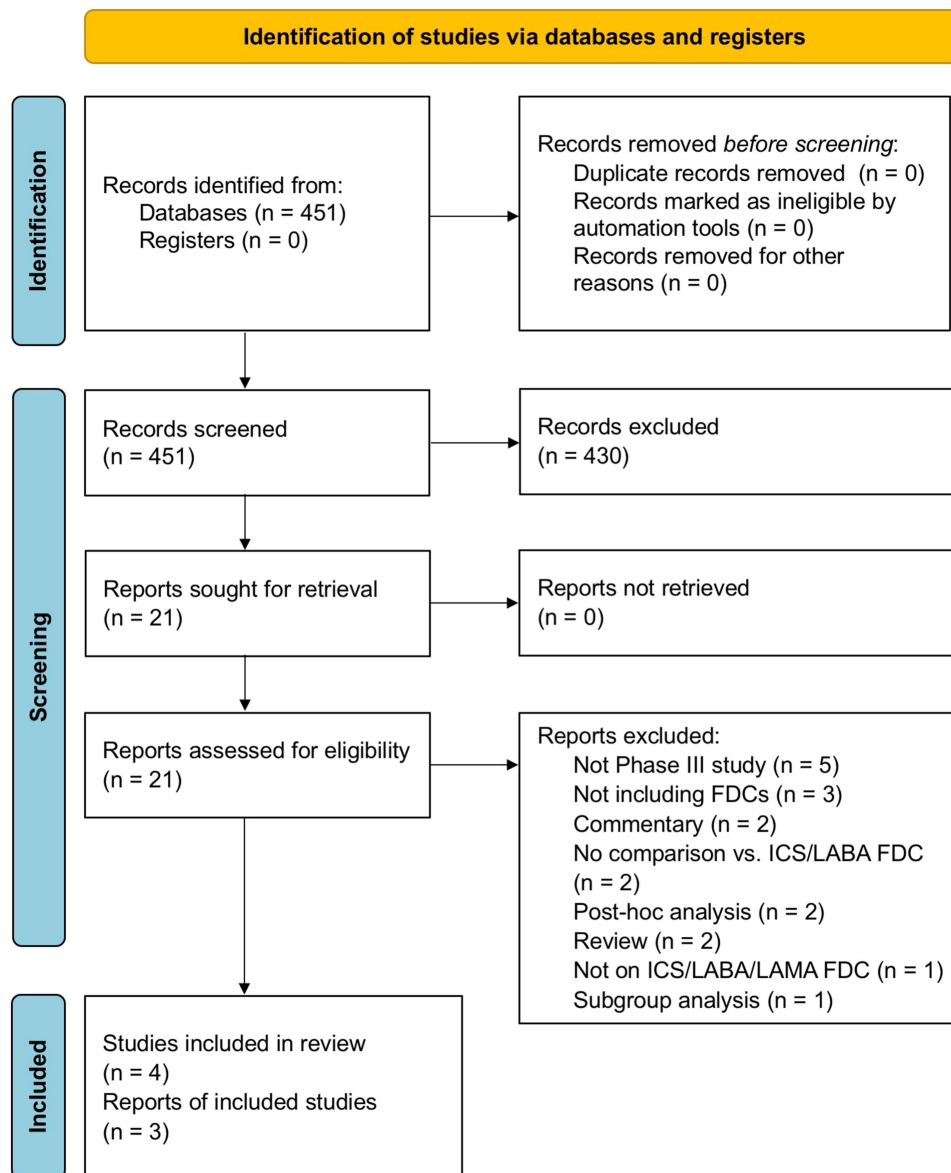 Identification of studies via databases and registers
Identification
Records identified from:
Databases (n = 451)
Registers (n = 0)
Records removed before screening:
Duplicate records removed  (n = 0)
Records marked as ineligible by
automation tools (n = 0)
Records removed for other
reasons (n = 0)
Screening
Records screened
(n = 451)
Records excluded
(n = 430)
Reports sought for retrieval
(n = 21)
Reports not retrieved
(n = 0)
Reports assessed for eligibility
(n = 21)
Reports excluded:
Not Phase III study (n = 5)
Not including FDCs (n = 3)
Commentary (n = 2)
No comparison vs. ICS/LABA FDC
(n = 2)
Post-hoc analysis (n = 2)
Review (n = 2)
Not on ICS/LABA/LAMA FDC (n = 1)
Subgroup analysis (n = 1)
Included
Studies included in review
(n = 4)
Reports of included studies
(n = 3)